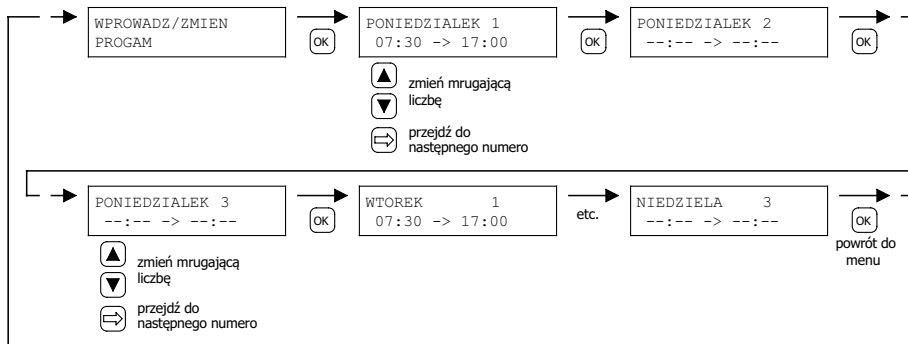 WPROWADZ/ZMIEN
PROGAM
OK
PONIEDZIALEK 1
07:30 -> 17:00
OK
PONIEDZIALEK 2
--:-- -> --:--
OK
zmień mrugającą
liczbę
przejdź do
następnego numero
PONIEDZIALEK 3
--:-- -> --:--
OK
WTOREK 1
07:30 -> 17:00
etc.
NIEDZIELA 3
--:-- -> --:--
OK
powrót do
menu
zmień mrugającą
liczbę
przejdź do
następnego numero